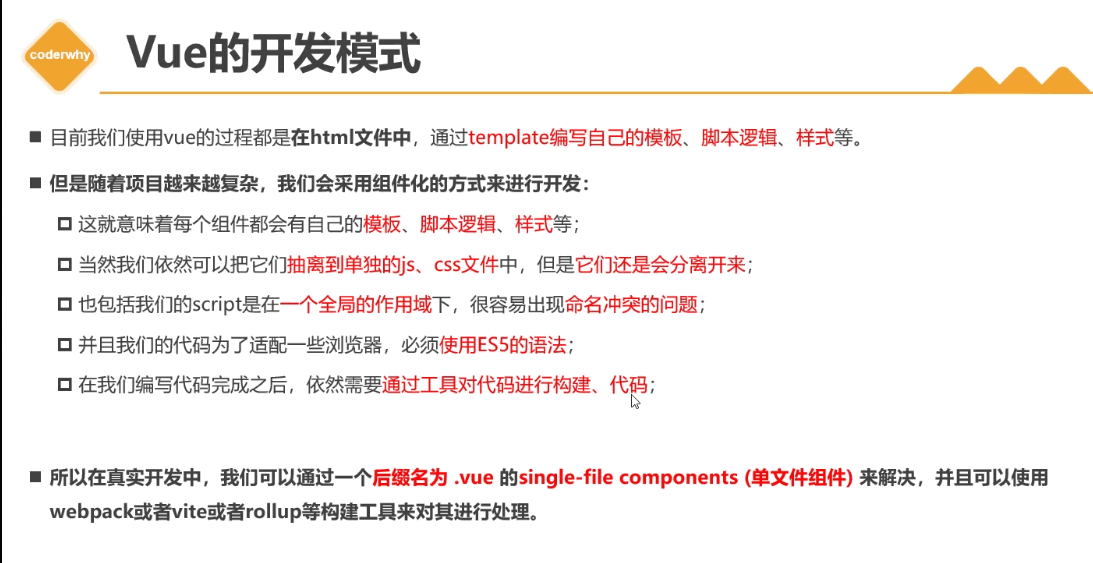 coderwhy
Vue的开发模式
目前我们使用vue的过程都是在html文件中，通过template编写自己的模板、脚本逻辑、样式等。
但是随着项目越来越复杂，我们会采用组件化的方式来进行开发：
这就意味着每个组件都会有自己的模板、脚本逻辑、样式等；
当然我们依然可以把它们抽离到单独的js、css文件中，但是它们还是会分离开来；
也包括我们的script是在一个全局的作用域下，很容易出现命名冲突的问题；
并且我们的代码为了适配一些浏览器，必须使用ES5的语法；
在我们编写代码完成之后，依然需要通过工具对代码进行构建、代码；
所以在真实开发中，我们可以通过一个后缀名为 .vue 的single-file components (单文件组件) 来解决，并且可以使用
webpack或者vite或者rollup等构建工具来对其进行处理。